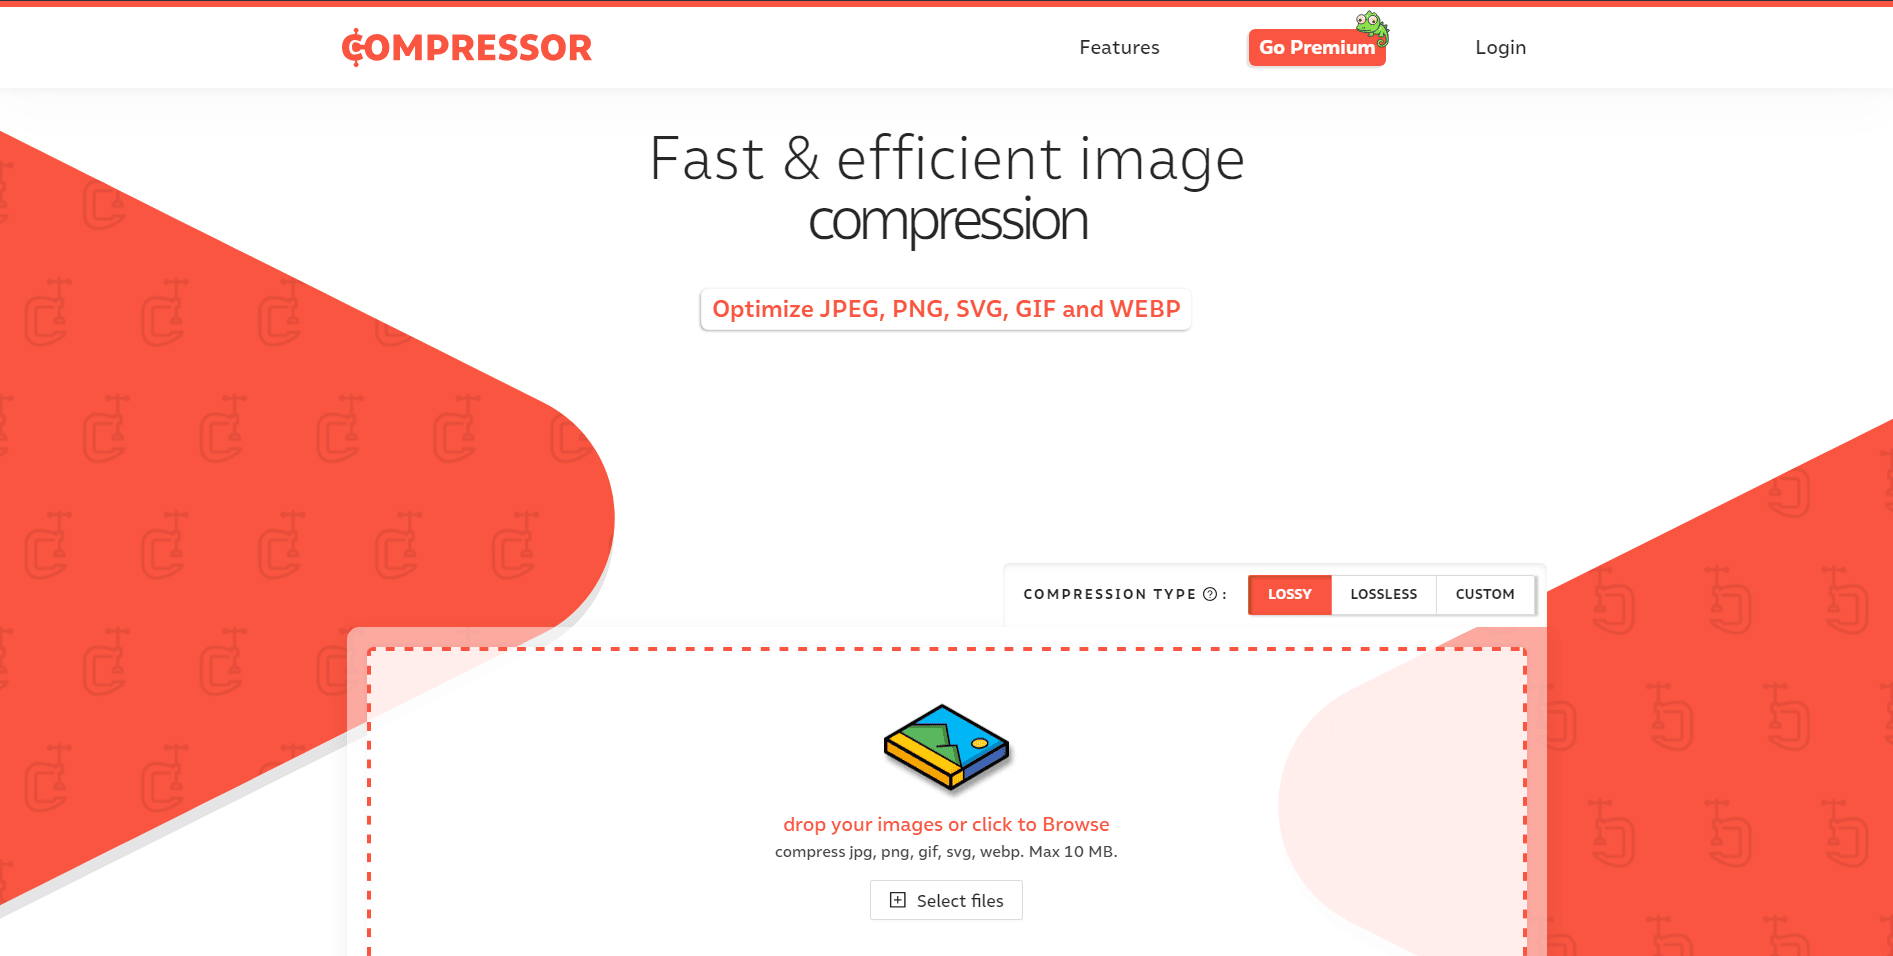 COMPRESSOR
Features
Go Premium
Login
Fast & efficient image
compression
Optimize JPEG, PNG, SVG, GIF and WEBP
COMPRESSION TYPE ? :
LOSSY
LOSSLESS
CUSTOM
drop your images or click to Browse
compress jpg, png, gif, svg, webp. Max 10 MB.
Select files